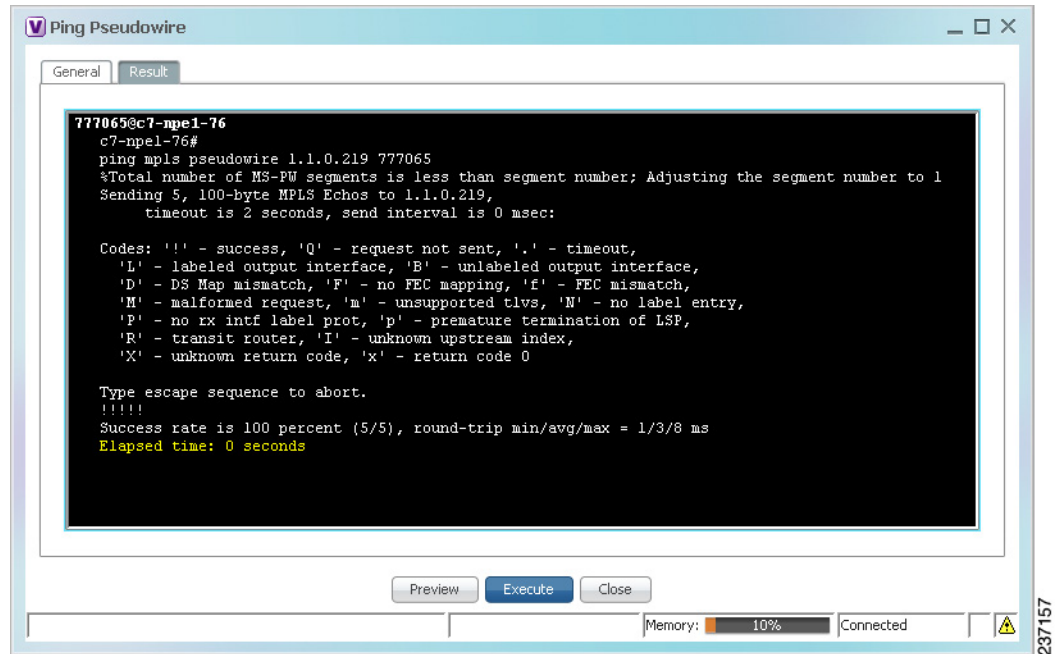 Ping Pseudowire
General Result
777065@c7-npe1-76
c7-npe1-76#
ping mpls pseudowire 1.1.0.219 777065
%Total number of MS-PW segments is less than segment number; Adjusting the segment number to 1
Sending 5, 100-byte MPLS Echos to 1.1.0.219,
timeout is 2 seconds, send interval is 0 msec:
Codes: '!' - success, 'Q' - request not sent, '.' - timeout,
'L' - labeled output interface, 'B' - unlabeled output interface,
'D' - DS Map mismatch, 'F' - no FEC mapping, 'f' - FEC mismatch,
'M' - malformed request, 'm' - unsupported tlvs, 'N' - no label entry,
'P' - no rx intf label prot, 'p' - premature termination of LSP,
'R' - transit router, 'I' - unknown upstream index,
'X' - unknown return code, 'x' - return code 0
Type escape sequence to abort.
!!!!!
Success rate is 100 percent (5/5), round-trip min/avg/max = 1/3/8 ms
Elapsed time: 0 seconds
Preview Execute Close
Memory: 10% Connected
237157